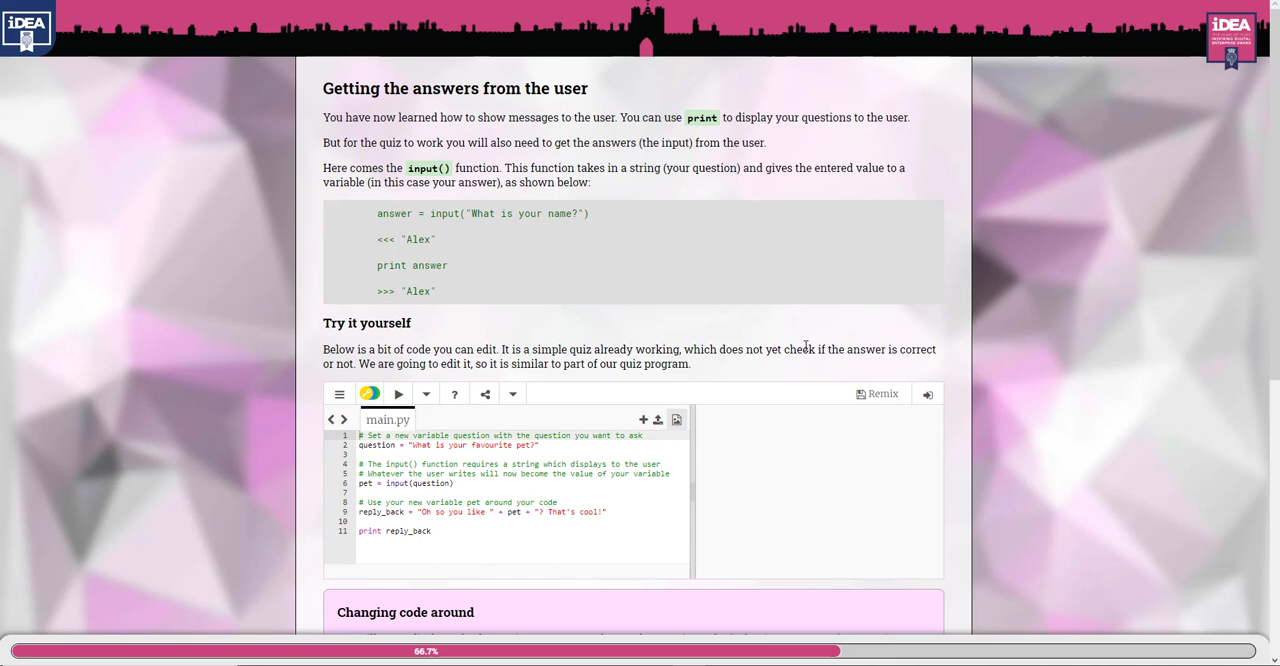 iDEA
iDEA
INSPIRING DIGITAL
ENTERPRISE AWARD
Getting the answers from the user
You have now learned how to show messages to the user. You can use print to display your questions to the user.
But for the quiz to work you will also need to get the answers (the input) from the user.
Here comes the input() function. This function takes in a string (your question) and gives the entered value to a
variable (in this case your answer), as shown below:
answer = input("What is your name?")
<<< "Alex"
print answer
>>> "Alex"
Try it yourself
Below is a bit of code you can edit. It is a simple quiz already working, which does not yet check if the answer is correct
or not. We are going to edit it, so it is similar to part of our quiz program.
? Remix
main.py
1 # Set a new variable question with the question you want to ask
2 question = "What is your favourite pet?"
3
4 # The input() function requires a string which displays to the user
5 # Whatever the user writes will now become the value of your variable
6 pet = input(question)
7
8 # Use your new variable pet around your code
9 reply_back = "Oh so you like " + pet + "? That's cool!"
10
11 print reply_back
Changing code around
66.7%